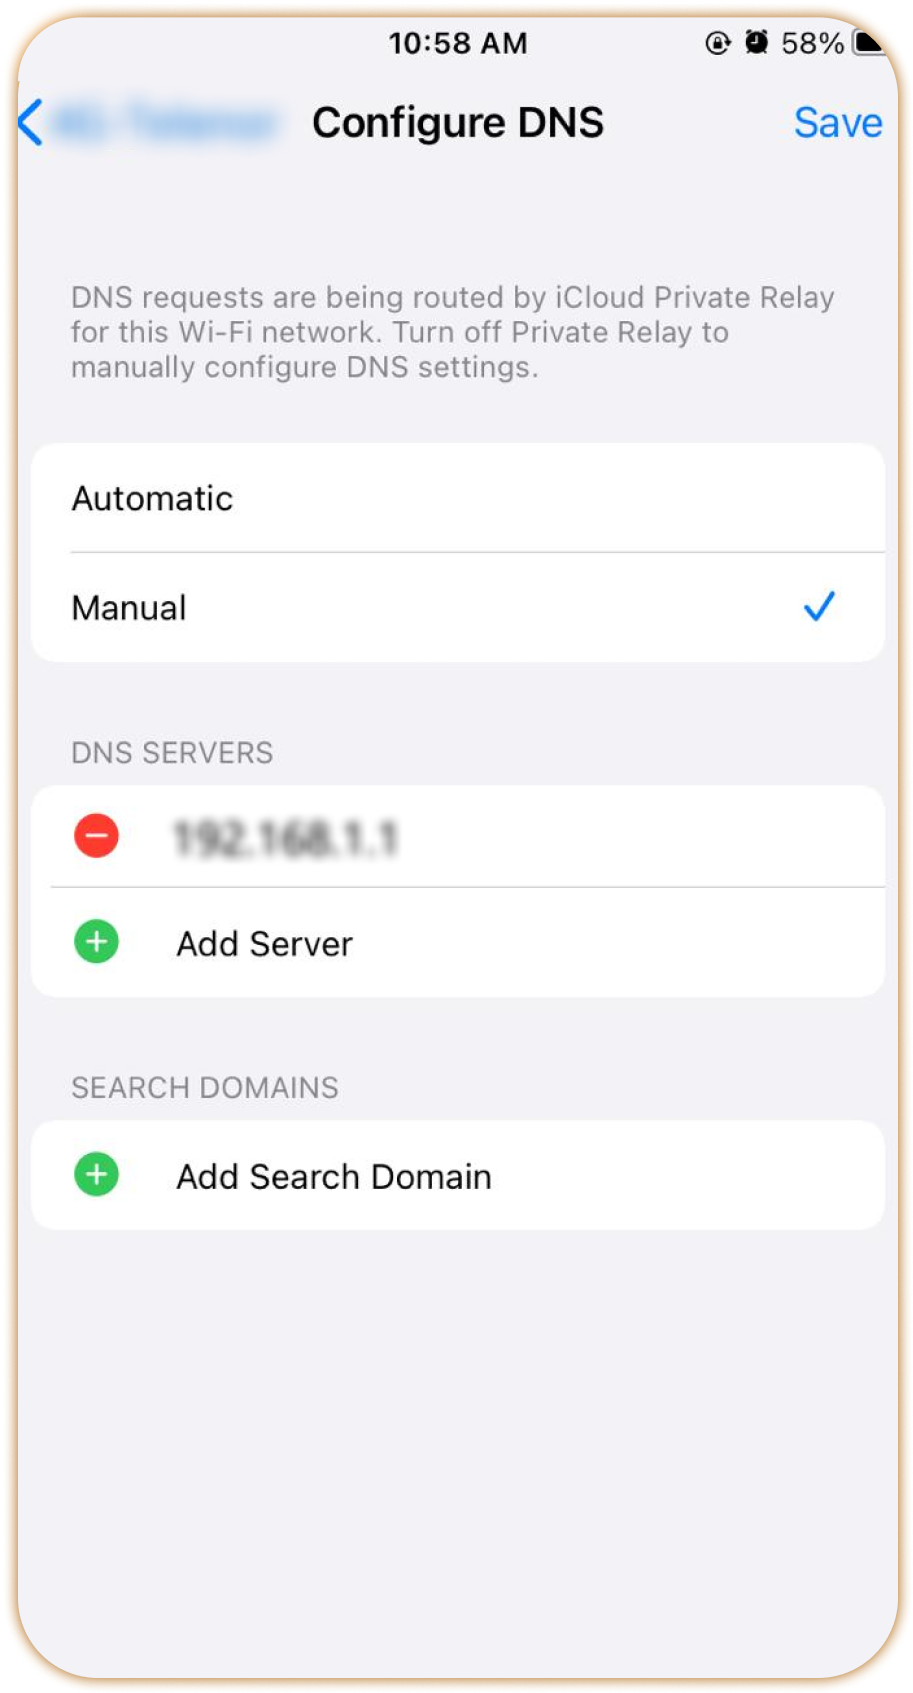 10:58 AM
58%
Configure DNS
Save
DNS requests are being routed by iCloud Private Relay
for this Wi-Fi network. Turn off Private Relay to
manually configure DNS settings.
Automatic
Manual
DNS SERVERS
192.168.1.1
Add Server
SEARCH DOMAINS
Add Search Domain